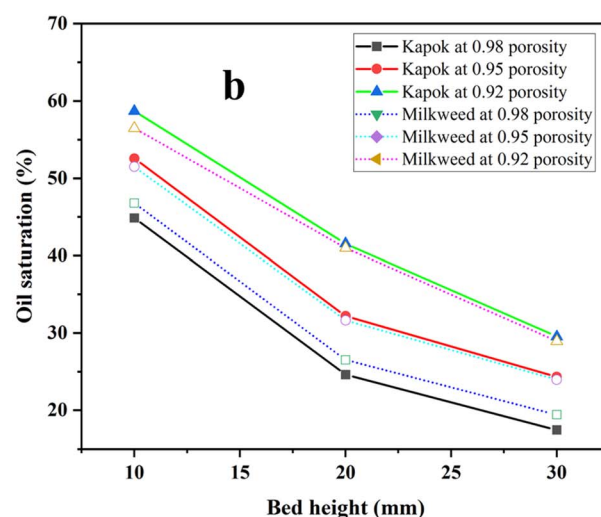 70
60
50
40
30
20
Oil saturation (%)
b
Kapok at 0.98 porosity
Kapok at 0.95 porosity
Kapok at 0.92 porosity
Milkweed at 0.98 porosity
Milkweed at 0.95 porosity
Milkweed at 0.92 porosity
10 15 20 25 30
Bed height (mm)